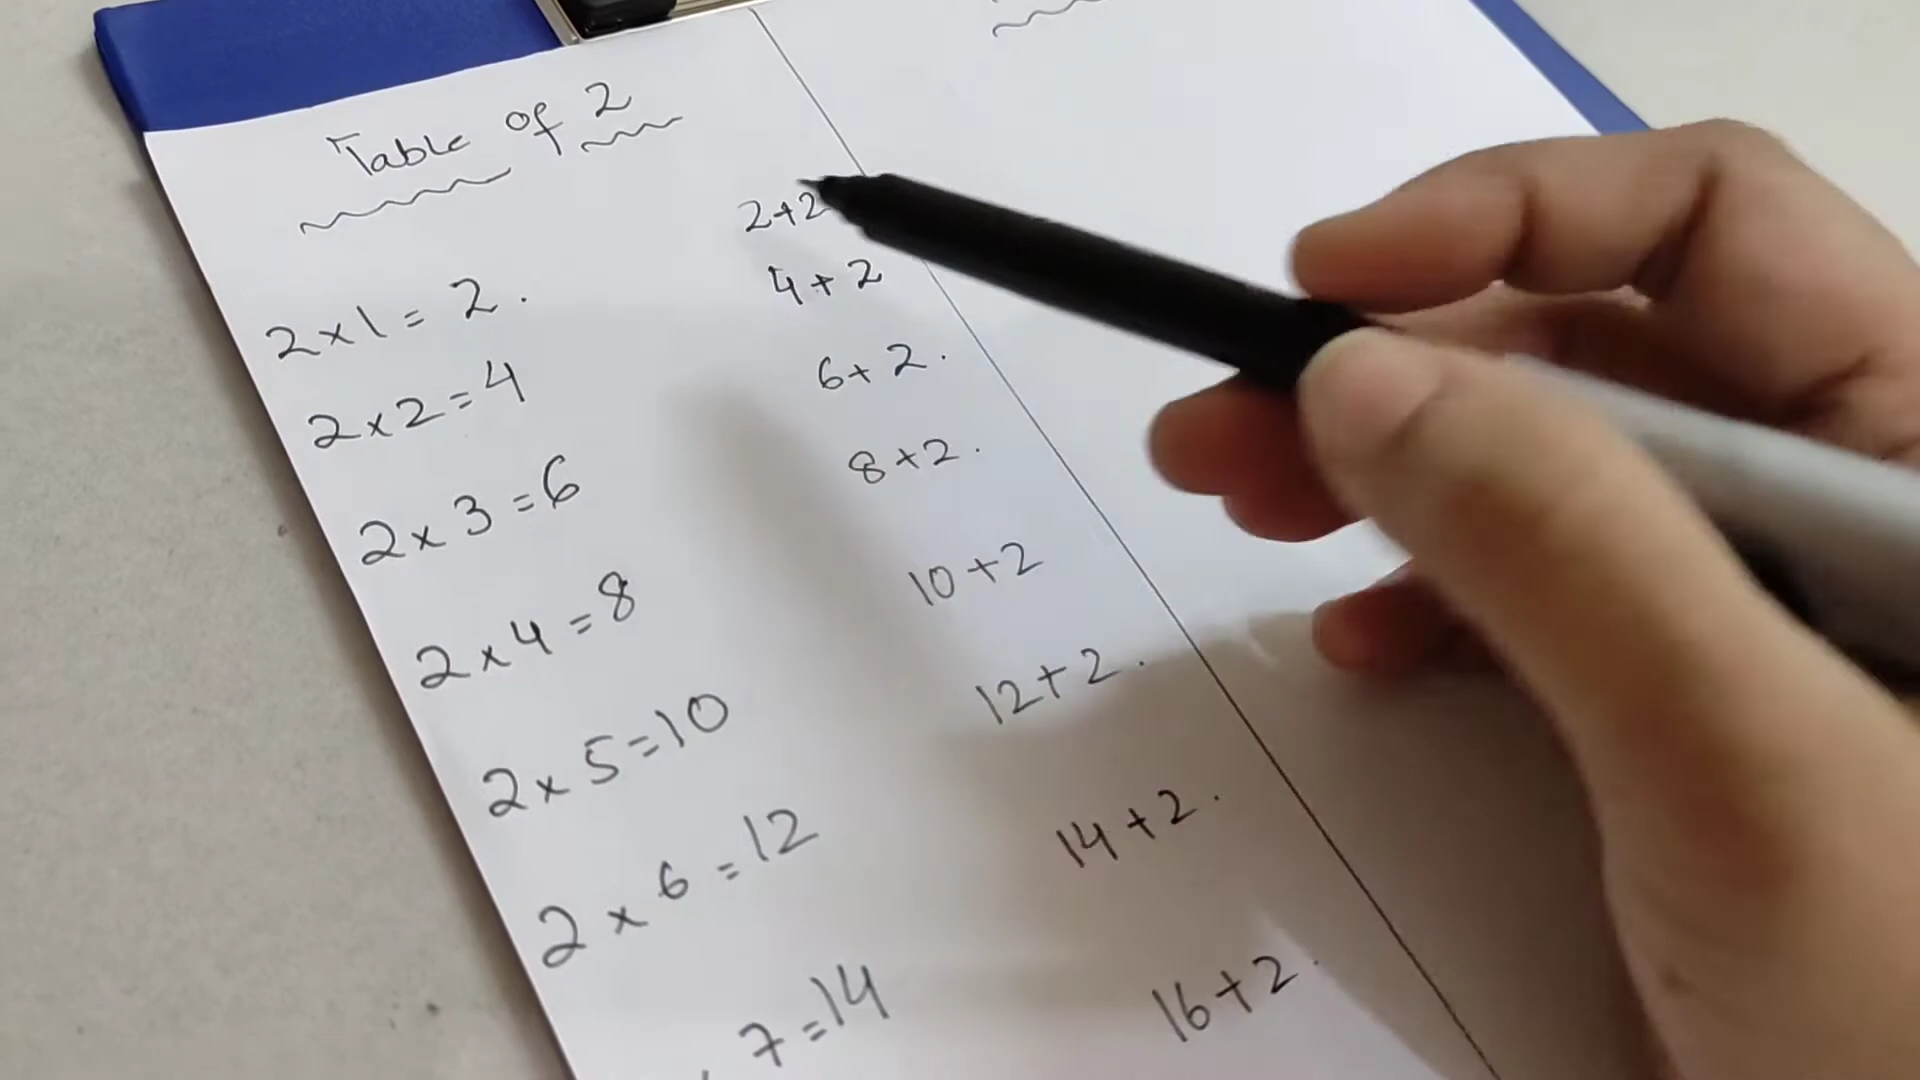 Table of 2
2 x 1 = 2.
2 x 2 = 4
2 x 3 = 6
2 x 4 = 8
2 x 5 = 10
2 x 6 = 12
7 = 14
2+2
4+2
6+2.
8+2.
10+2
12+2.
14+2.
16+2.